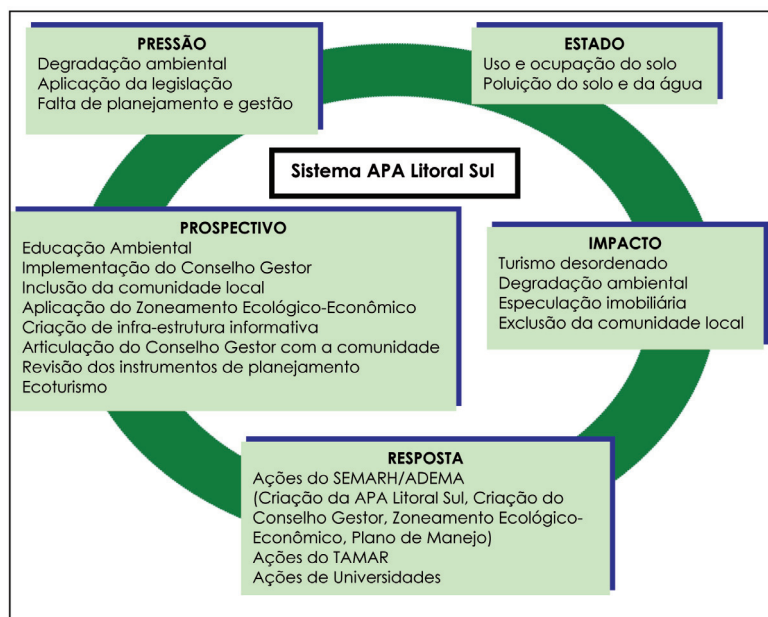 PRESSÃO
Degradação ambiental
Aplicação da legislação
Falta de planejamento e gestão
ESTADO
Uso e ocupação do solo
Poluição do solo e da água
Sistema APA Litoral Sul
PROSPECTIVO
Educação Ambiental
Implementação do Conselho Gestor
Inclusão da comunidade local
Aplicação do Zoneamento Ecológico-Econômico
Criação de infra-estrutura informativa
Articulação do Conselho Gestor com a comunidade
Revisão dos instrumentos de planejamento
Ecoturismo
IMPACTO
Turismo desordenado
Degradação ambiental
Especulação imobiliária
Exclusão da comunidade local
RESPOSTA
Ações do SEMARH/ADEMA
(Criação da APA Litoral Sul, Criação do
Conselho Gestor, Zoneamento Ecológico-
Econômico, Plano de Manejo)
Ações do TAMAR
Ações de Universidades